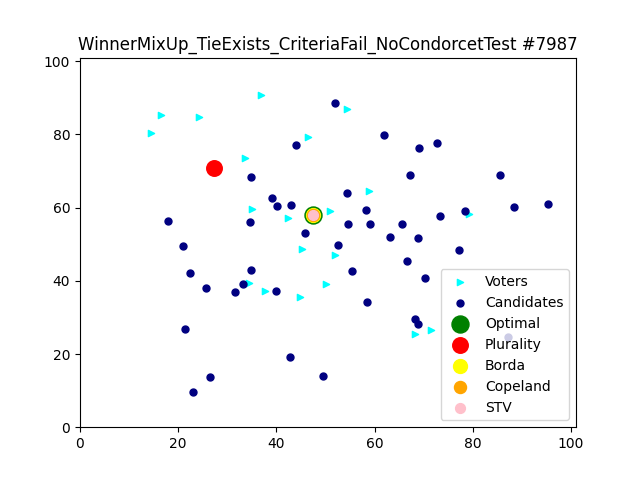 WinnerMixUp_TieExists_CriteriaFail_NoCondorcetTest #7987
100
80
60
40
20
0
0 20 40 60 80 100
Voters
Candidates
Optimal
Plurality
Borda
Copeland
STV